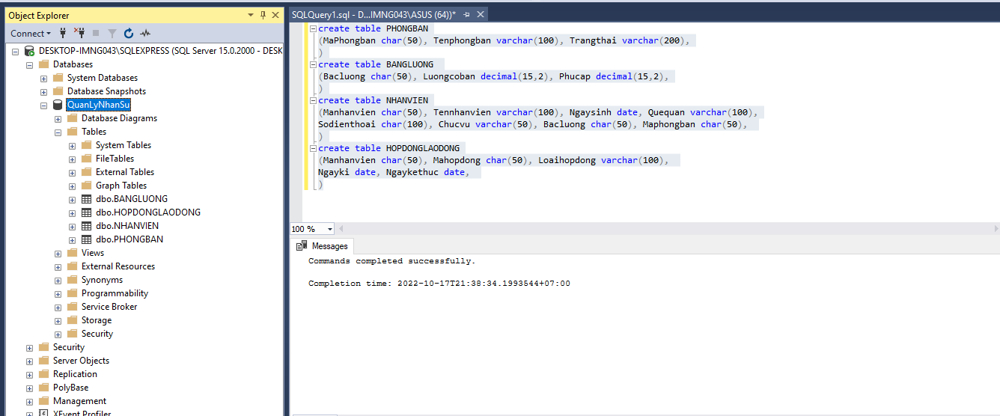 Object Explorer
Connect
DESKTOP-IMNG043\SQLEXPRESS (SQL Server 15.0.2000 - DESK
Databases
System Databases
Database Snapshots
QuanLyNhanSu
Database Diagrams
Tables
System Tables
FileTables
External Tables
Graph Tables
dbo.BANGLUONG
dbo.HOPDONGLAODONG
dbo.NHANVIEN
dbo.PHONGBAN
Views
External Resources
Synonyms
Programmability
Service Broker
Storage
Security
Security
Server Objects
Replication
PolyBase
Management
XEvent Profiler
SQLQuery1.sql - D...IMNG043\ASUS (64))*
create table PHONGBAN
(MaPhongban char(50), Tenphongban varchar(100), Trangthai varchar(200),
)
create table BANGLUONG
(Bacluong char(50), Luongcoban decimal(15,2), Phucap decimal(15,2),
)
create table NHANVIEN
(Manhanvien char(50), Tennhanvien varchar(100), Ngaysinh date, Quequan varchar(100),
Sodienthoai char(100), Chucvu varchar(50), Bacluong char(50), Maphongban char(50),
)
create table HOPDONGLAODONG
(Manhanvien char(50), Mahopdong char(50), Loaihopdong varchar(100),
Ngayki date, Ngaykethuc date,
)
100 %
Messages
Commands completed successfully.
Completion time: 2022-10-17T21:38:34.1993544+07:00